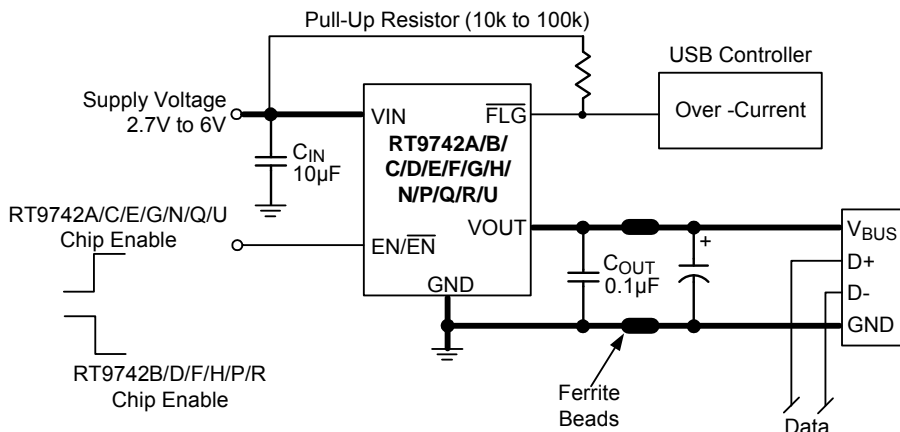 Pull-Up Resistor (10k to 100k)
USB Controller
Supply Voltage
2.7V to 6V
VIN
FLG
Over -Current
RT9742A/B/
C/D/E/F/G/H/
N/P/Q/R/U
CIN
10µF
RT9742A/C/E/G/N/Q/U
Chip Enable
EN/EN
VOUT
GND
COUT
0.1µF
+
VBUS
D+
D-
GND
RT9742B/D/F/H/P/R
Chip Enable
Ferrite
Beads
Data